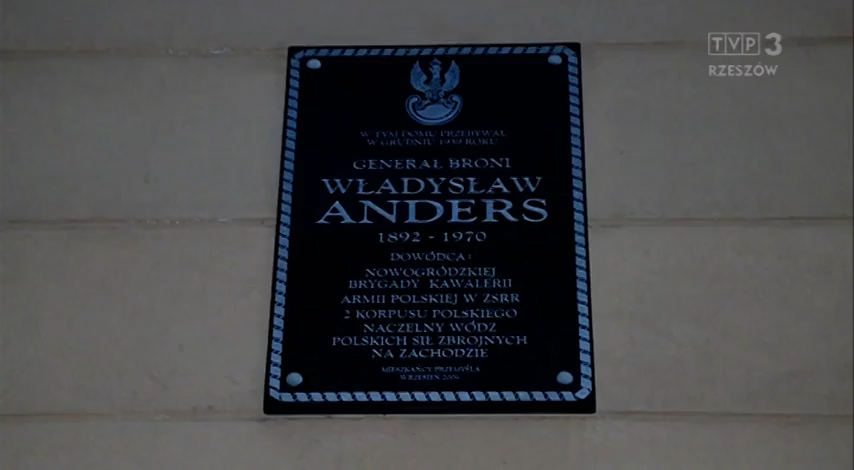 TVP3
RZESZÓW
W TYM DOMU PRZEBYWAŁ
W GRUDNIU 1939 ROKU
GENERAŁ BRONI
WŁADYSŁAW
ANDERS
1892 - 1970
DOWÓDCA:
NOWOGRÓDZKIEJ
BRYGADY KAWALERII
ARMII POLSKIEJ W ZSRR
2 KORPUSU POLSKIEGO
NACZELNY WÓDZ
POLSKICH SIŁ ZBROJNYCH
NA ZACHODZIE
MIESZKAŃCY PRZEMYŚLA
WRZESIEŃ